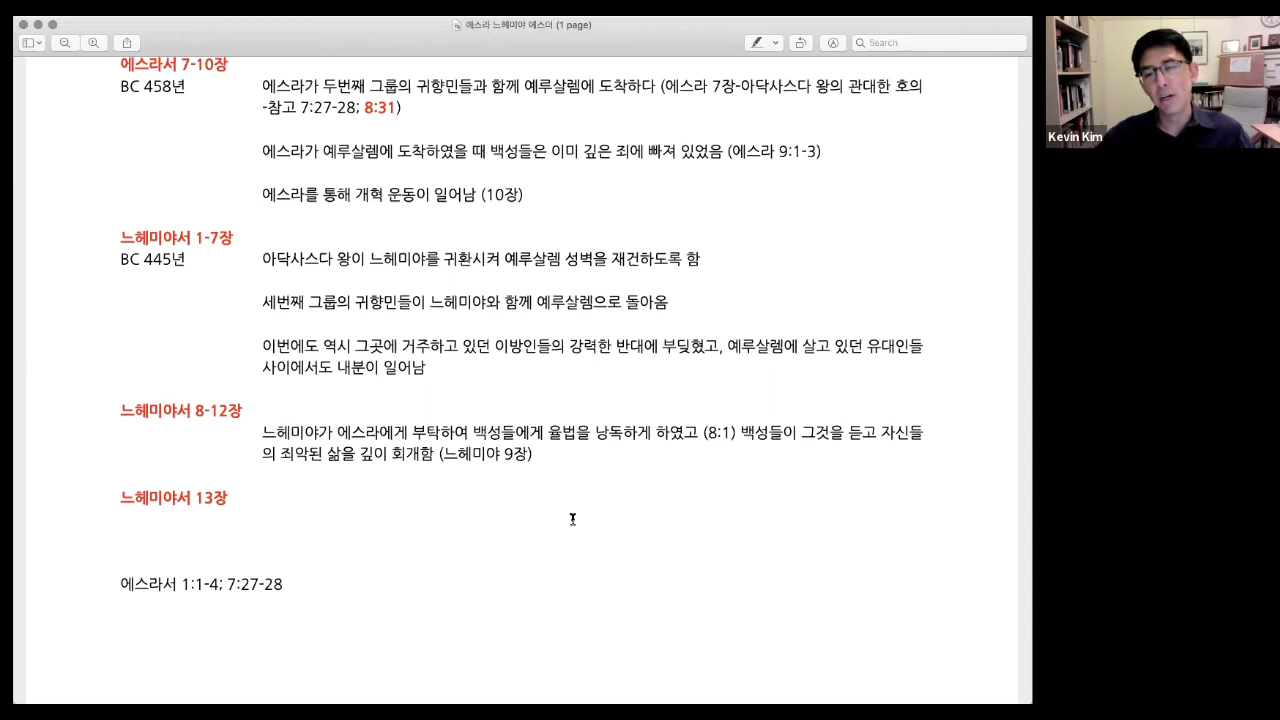 에스라 느헤미야 에스더 (1 page)
Search
에스라서 7-10장
BC 458년
에스라가 두번째 그룹의 귀향민들과 함께 예루살렘에 도착하다 (에스라 7장-아닥사스다 왕의 관대한 호의
-참고 7:27-28; 8:31)
에스라가 예루살렘에 도착하였을 때 백성들은 이미 깊은 죄에 빠져 있었음 (에스라 9:1-3)
에스라를 통해 개혁 운동이 일어남 (10장)
느헤미야서 1-7장
BC 445년
아닥사스다 왕이 느헤미야를 귀환시켜 예루살렘 성벽을 재건하도록 함
세번째 그룹의 귀향민들이 느헤미야와 함께 예루살렘으로 돌아옴
이번에도 역시 그곳에 거주하고 있던 이방인들의 강력한 반대에 부딪혔고, 예루살렘에 살고 있던 유대인들
사이에서도 내분이 일어남
느헤미야서 8-12장
느헤미야가 에스라에게 부탁하여 백성들에게 율법을 낭독하게 하였고 (8:1) 백성들이 그것을 듣고 자신들
의 죄악된 삶을 깊이 회개함 (느헤미야 9장)
느헤미야서 13장
에스라서 1:1-4; 7:27-28
Kevin Kim